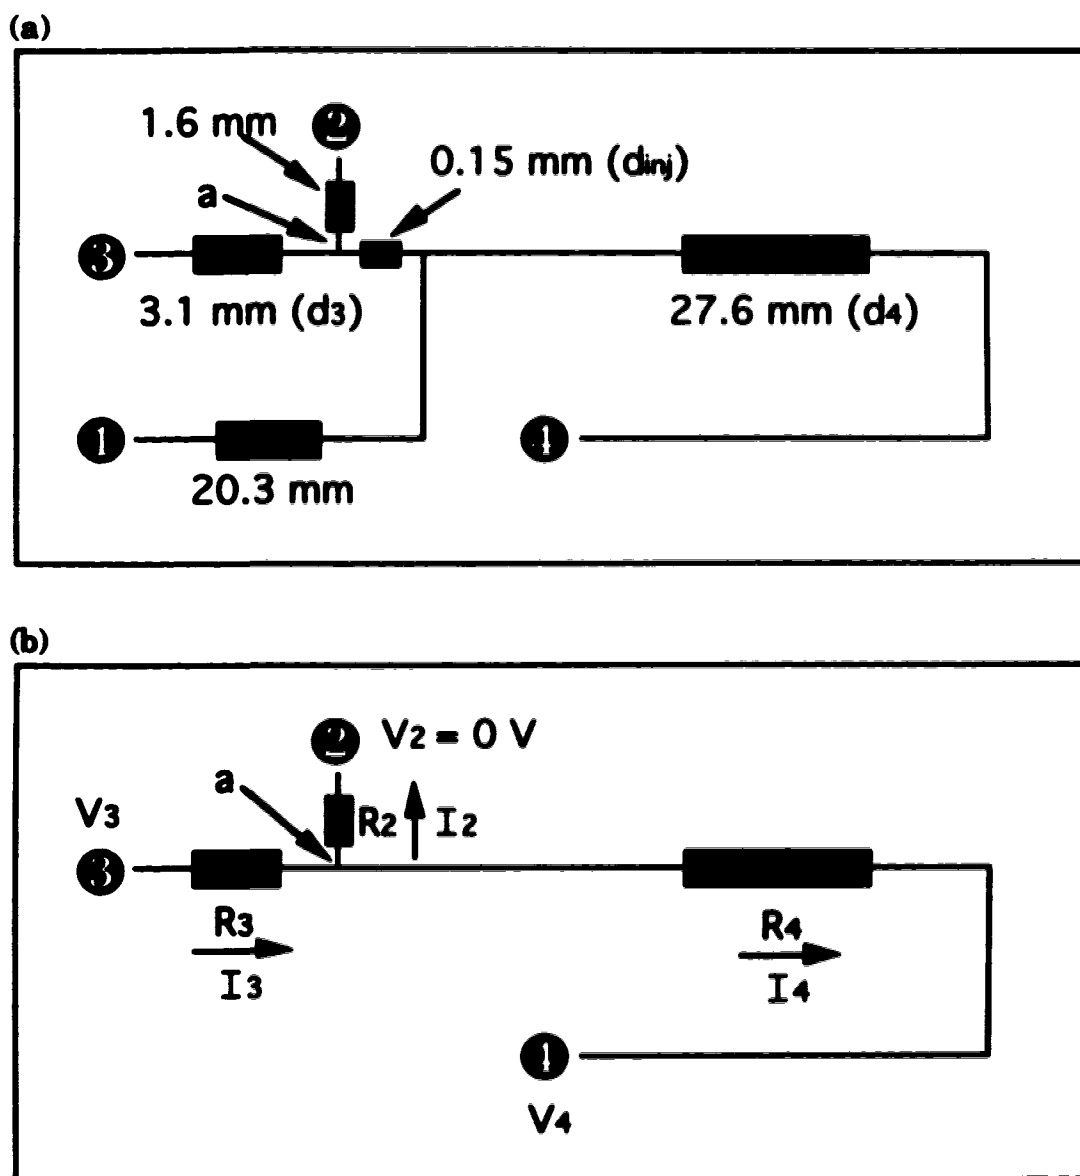 (a)
1.6 mm
2
0.15 mm (dinj)
a
3
3.1 mm (d3)
27.6 mm (d4)
1
4
20.3 mm
(b)
2
V2 = 0 V
a
V3
R2
I2
3
R3
R4
I3
I4
4
V4